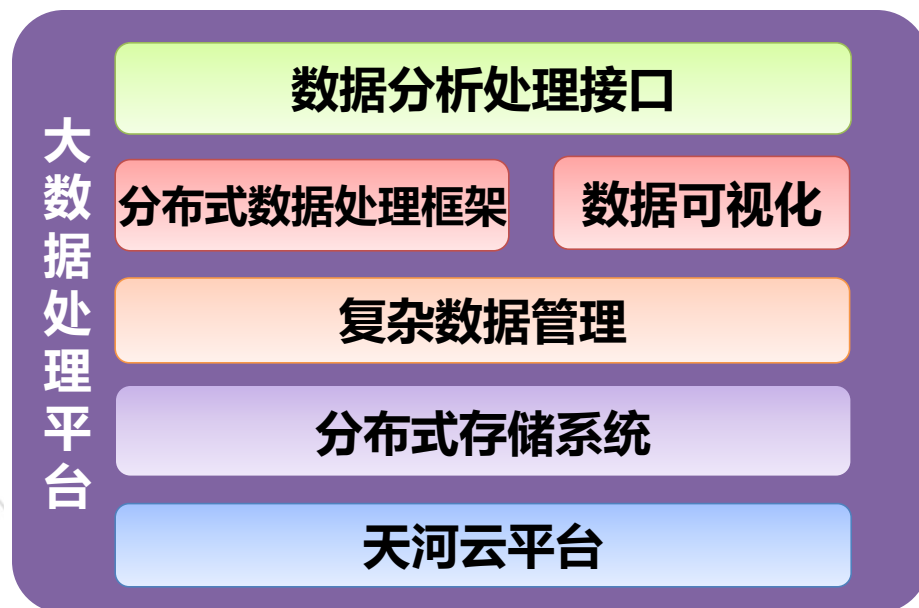 大数据处理平台
数据分析处理接口
分布式数据处理框架
数据可视化
复杂数据管理
分布式存储系统
天河云平台